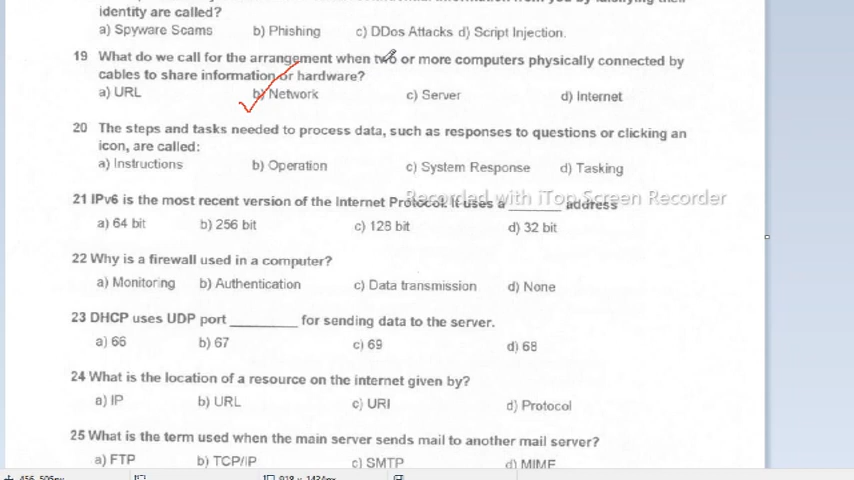 identity are called?
a) Spyware Scams b) Phishing c) DDos Attacks d) Script Injection.
19 What do we call for the arrangement when two or more computers physically connected by
cables to share information or hardware?
a) URL b) Network c) Server d) Internet
20 The steps and tasks needed to process data, such as responses to questions or clicking an
icon, are called:
a) Instructions b) Operation c) System Response d) Tasking
Recorded with iTop Screen Recorder
21 IPv6 is the most recent version of the Internet Protocol. It uses a ______ address
a) 64 bit b) 256 bit c) 128 bit d) 32 bit
22 Why is a firewall used in a computer?
a) Monitoring b) Authentication c) Data transmission d) None
23 DHCP uses UDP port _________ for sending data to the server.
a) 66 b) 67 c) 69 d) 68
24 What is the location of a resource on the internet given by?
a) IP b) URL c) URI d) Protocol
25 What is the term used when the main server sends mail to another mail server?
a) FTP b) TCP/IP c) SMTP d) MIME